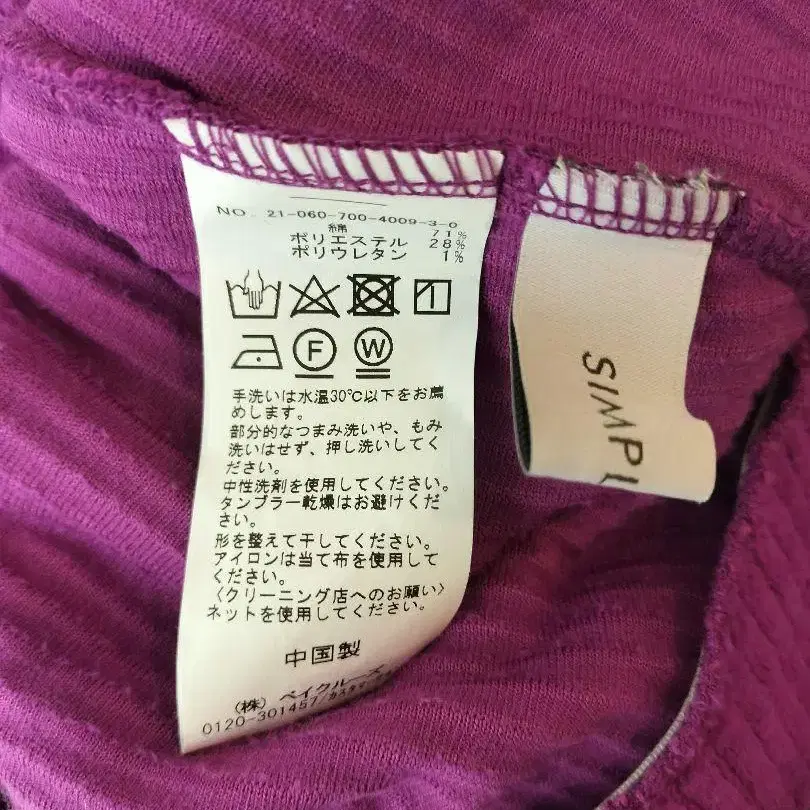 NO. 21-060-700-4009-3-0
綿 71%
ポリエステル 28%
ポリウレタン 1%
F W
手洗いは水温30℃以下をお薦
めします。
部分的なつまみ洗いや、もみ
洗いはせず、押し洗いしてく
ださい。
中性洗剤を使用してください。
タンブラー乾燥はお避けくだ
さい。
形を整えて干してください。
アイロンは当て布を使用して
ください。
〈クリーニング店へのお願い〉
ネットを使用してください。
中国製
(株) ベイクルーズ
0120-301457/カスタマー
SIMPL